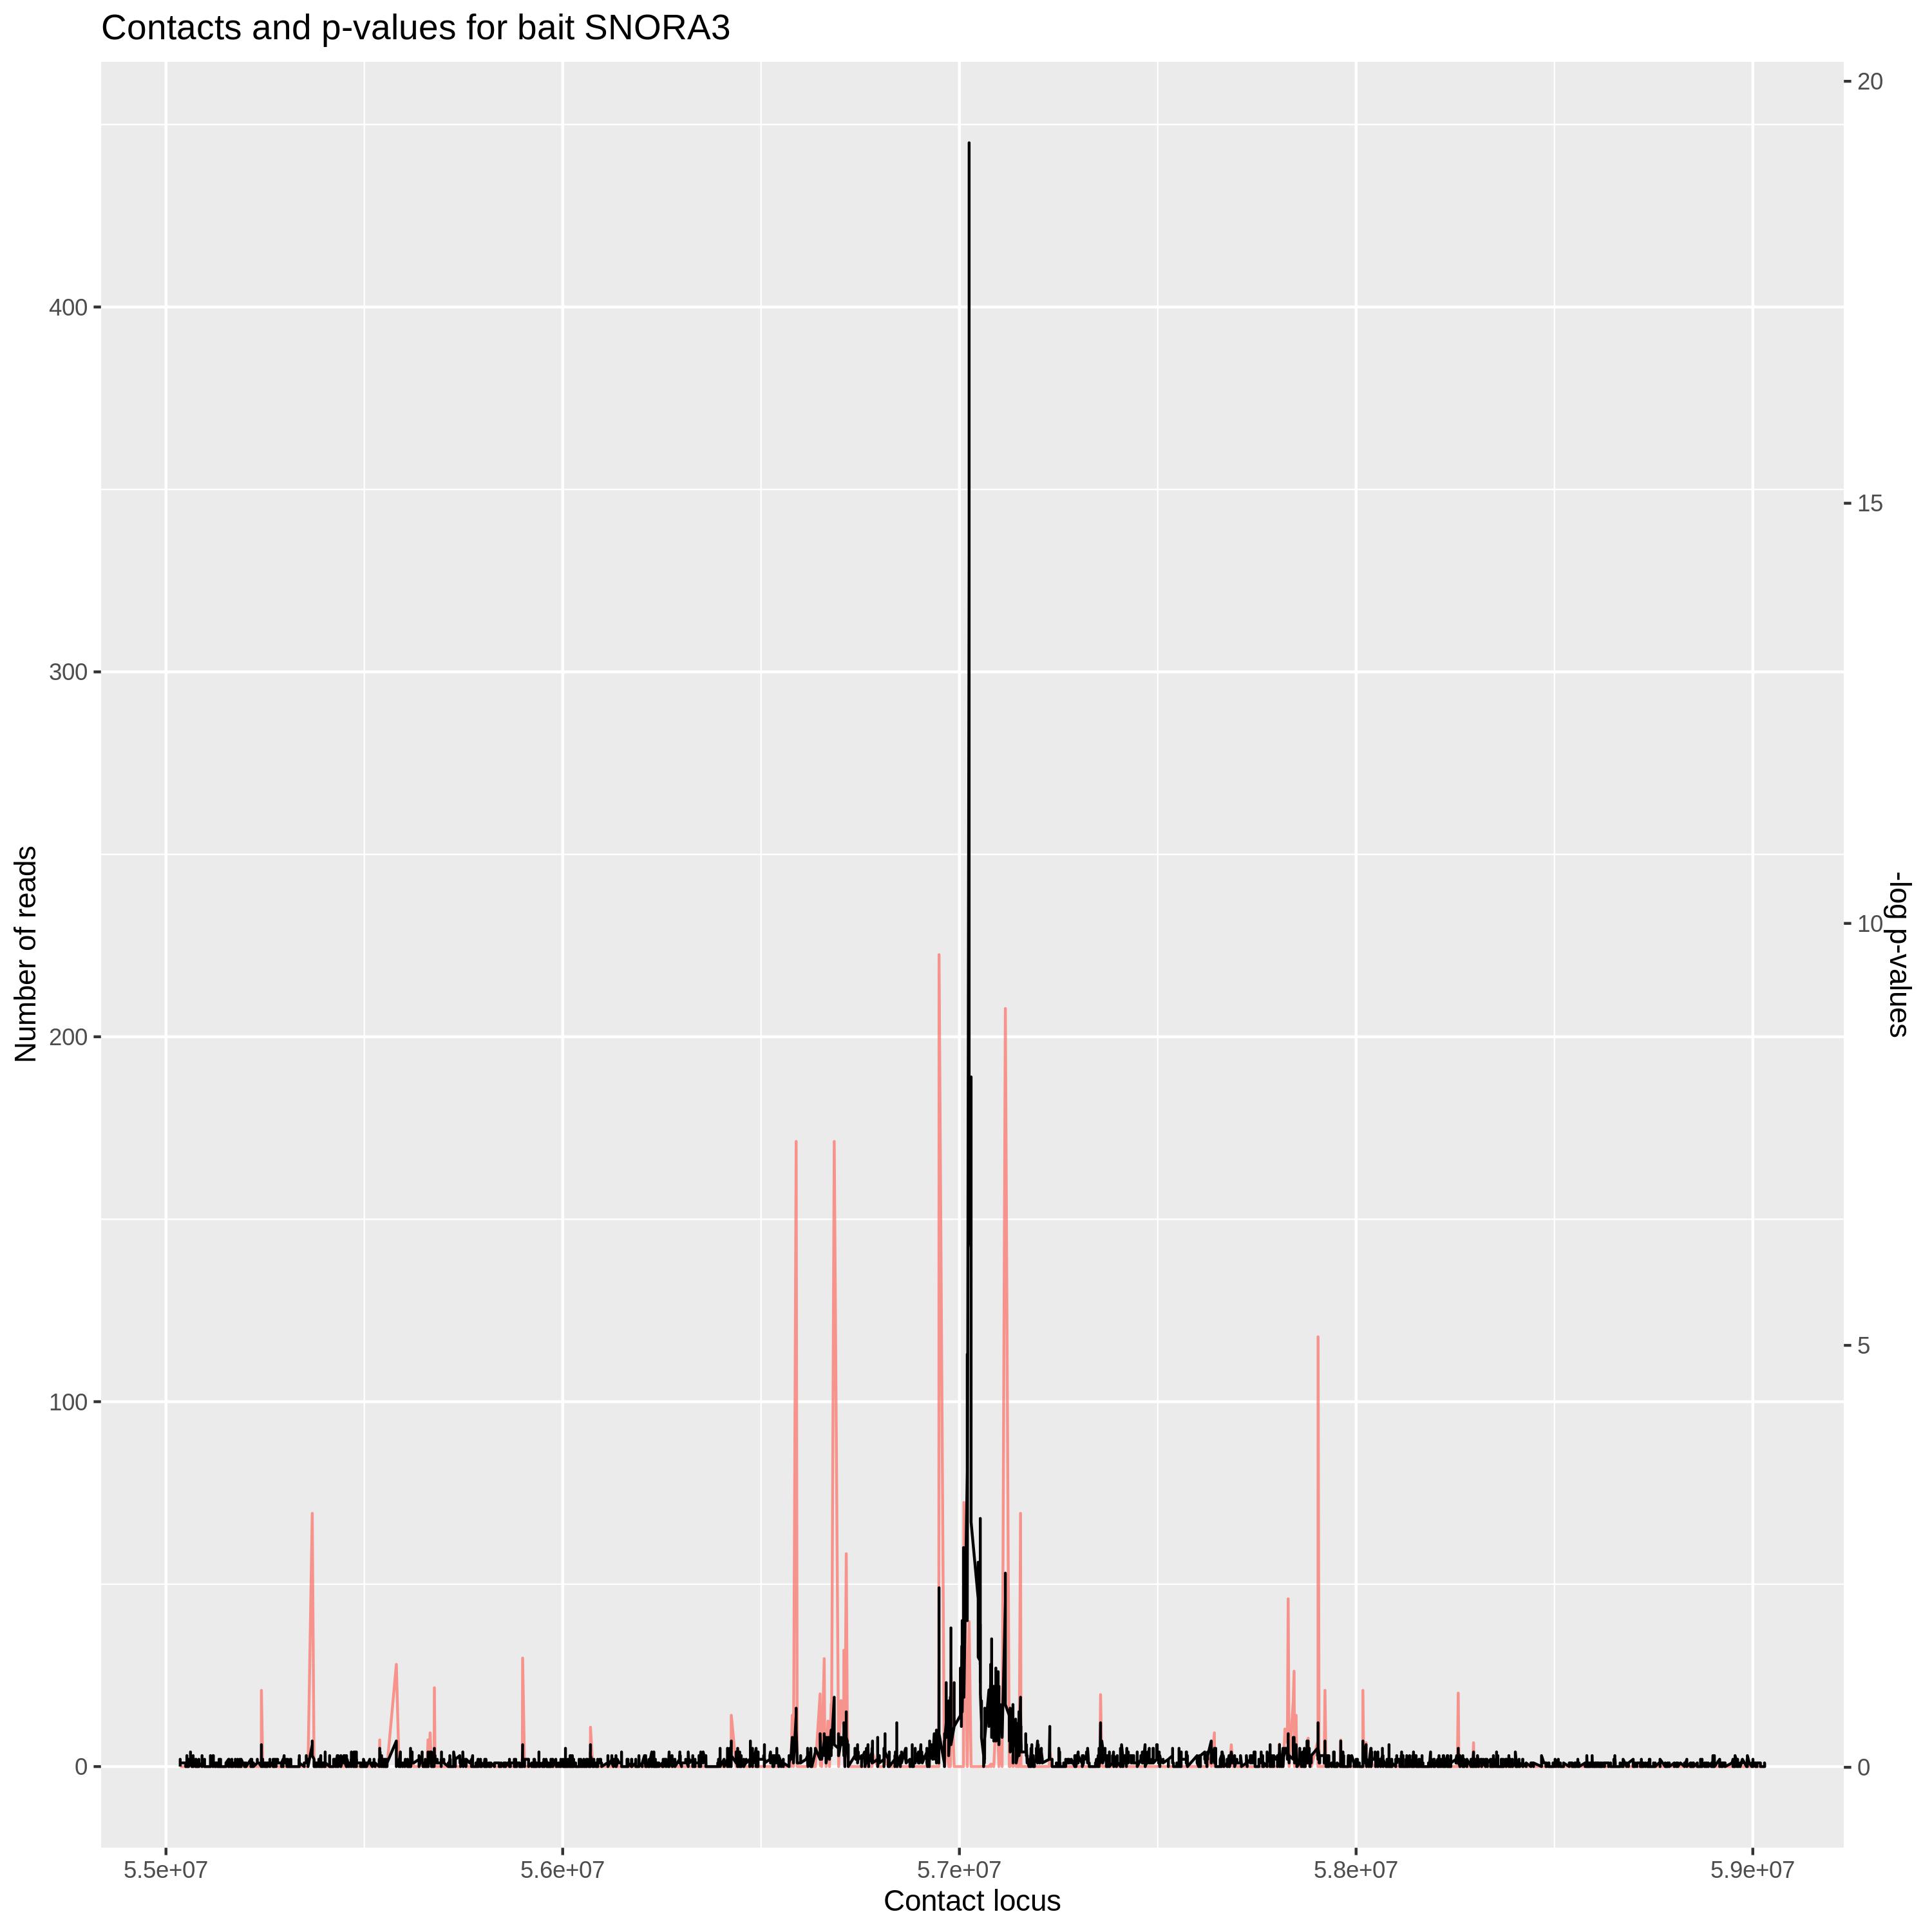 Contacts and p-values for bait SNORA3
Number of reads
400
300
200
100
0
20
15
10
5
0
-log p-values
5.5e+07
5.6e+07
5.7e+07
5.8e+07
5.9e+07
Contact locus